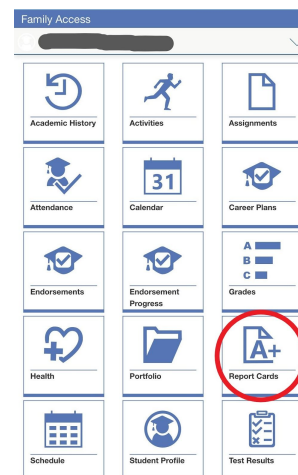 Family Access
Academic History
Activities
Assignments
Attendance
31
Calendar
Career Plans
Endorsements
Endorsement
Progress
A
B
C
Grades
Health
Portfolio
A+
Report Cards
Schedule
Student Profile
Test Results